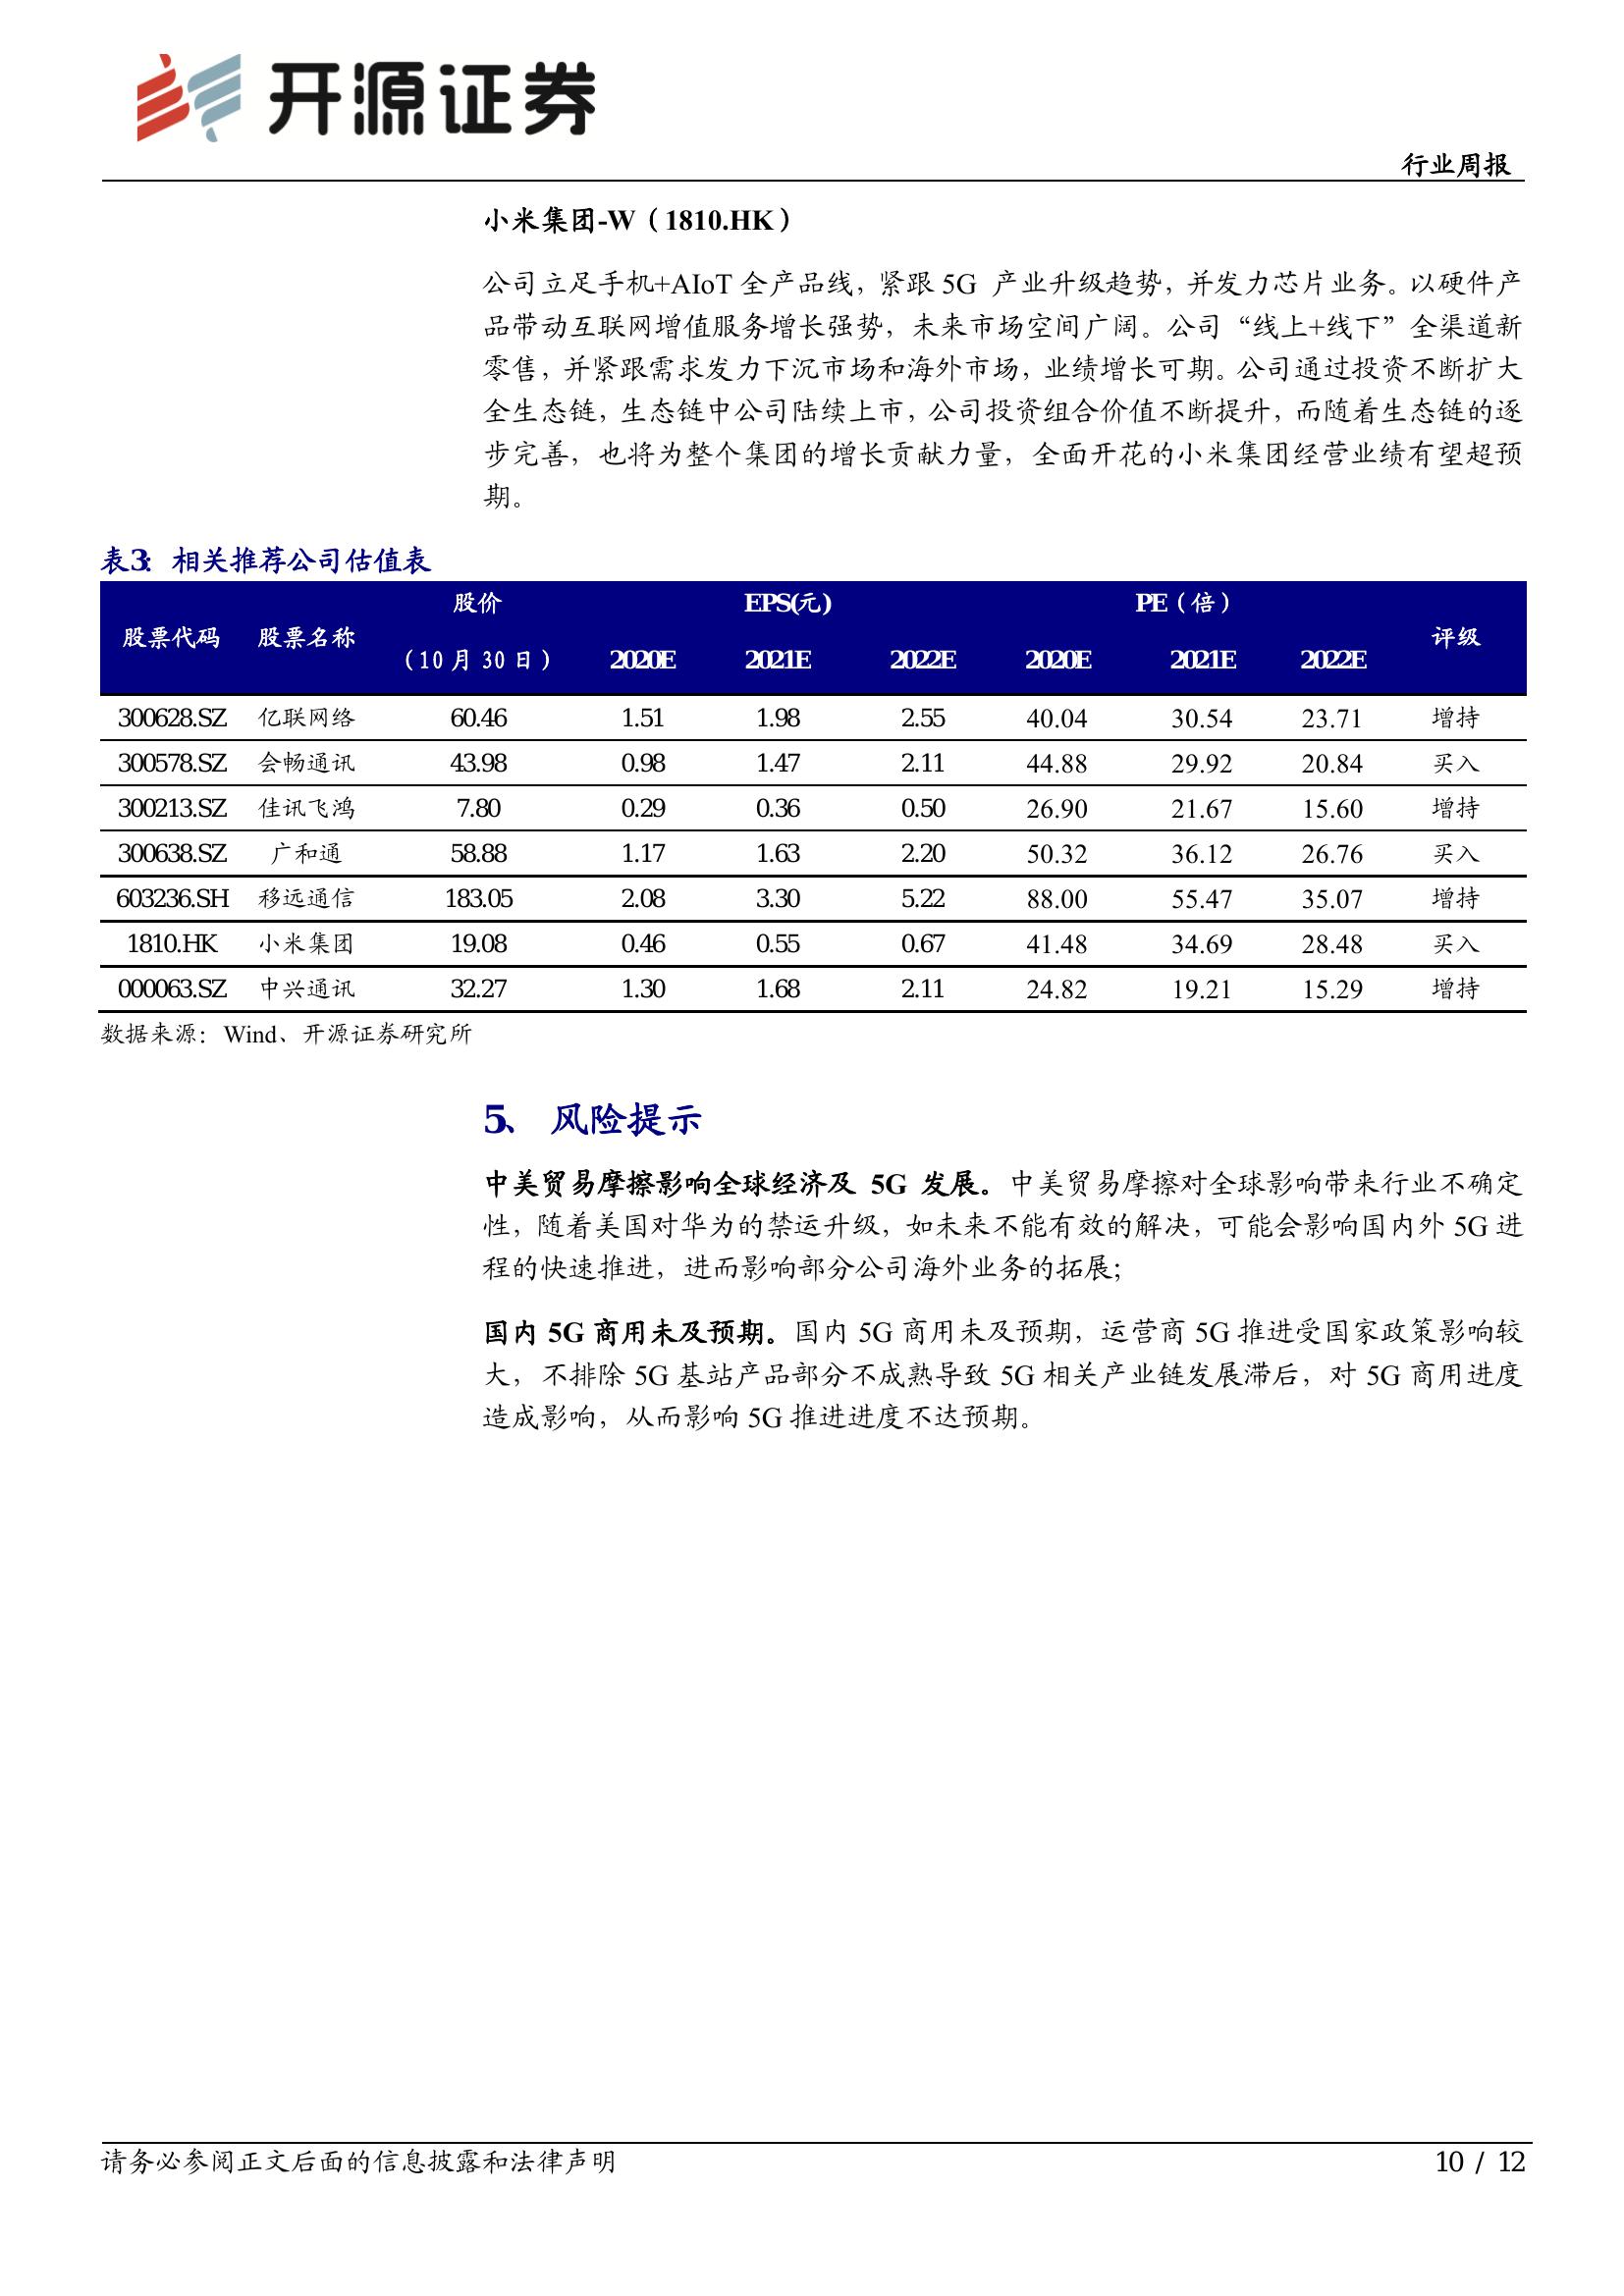 开源证券
行业周报
小米集团-W（1810.HK）
公司立足手机+AIoT 全产品线，紧跟 5G 产业升级趋势，并发力芯片业务。以硬件产
品带动互联网增值服务增长强势，未来市场空间广阔。公司“线上+线下”全渠道新
零售，并紧跟需求发力下沉市场和海外市场，业绩增长可期。公司通过投资不断扩大
全生态链，生态链中公司陆续上市，公司投资组合价值不断提升，而随着生态链的逐
步完善，也将为整个集团的增长贡献力量，全面开花的小米集团经营业绩有望超预
期。
表3： 相关推荐公司估值表
股票代码 股票名称 股价 EPS(元) PE（倍） 评级
（10 月 30 日） 2020E 2021E 2022E 2020E 2021E 2022E
300628.SZ 亿联网络 60.46 1.51 1.98 2.55 40.04 30.54 23.71 增持
300578.SZ 会畅通讯 43.98 0.98 1.47 2.11 44.88 29.92 20.84 买入
300213.SZ 佳讯飞鸿 7.80 0.29 0.36 0.50 26.90 21.67 15.60 增持
300638.SZ 广和通 58.88 1.17 1.63 2.20 50.32 36.12 26.76 买入
603236.SH 移远通信 183.05 2.08 3.30 5.22 88.00 55.47 35.07 增持
1810.HK 小米集团 19.08 0.46 0.55 0.67 41.48 34.69 28.48 买入
000063.SZ 中兴通讯 32.27 1.30 1.68 2.11 24.82 19.21 15.29 增持
数据来源：Wind、开源证券研究所
5、 风险提示
中美贸易摩擦影响全球经济及 5G 发展。中美贸易摩擦对全球影响带来行业不确定
性，随着美国对华为的禁运升级，如未来不能有效的解决，可能会影响国内外 5G 进
程的快速推进，进而影响部分公司海外业务的拓展；
国内 5G 商用未及预期。国内 5G 商用未及预期，运营商 5G 推进受国家政策影响较
大，不排除 5G 基站产品部分不成熟导致 5G 相关产业链发展滞后，对 5G 商用进度
造成影响，从而影响 5G 推进进度不达预期。
请务必参阅正文后面的信息披露和法律声明 10 / 12